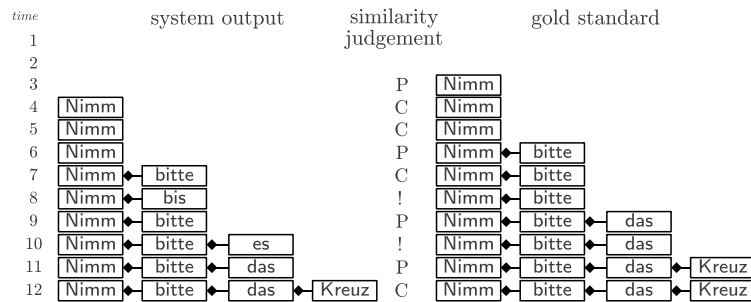 time system output similarity judgement gold standard
1
2
3 P Nimm
4 Nimm C Nimm
5 Nimm C Nimm
6 Nimm P Nimm bitte
7 Nimm bitte C Nimm bitte
8 Nimm bis ! Nimm bitte
9 Nimm bitte P Nimm bitte das
10 Nimm bitte es ! Nimm bitte das
11 Nimm bitte das P Nimm bitte das Kreuz
12 Nimm bitte das Kreuz C Nimm bitte das Kreuz